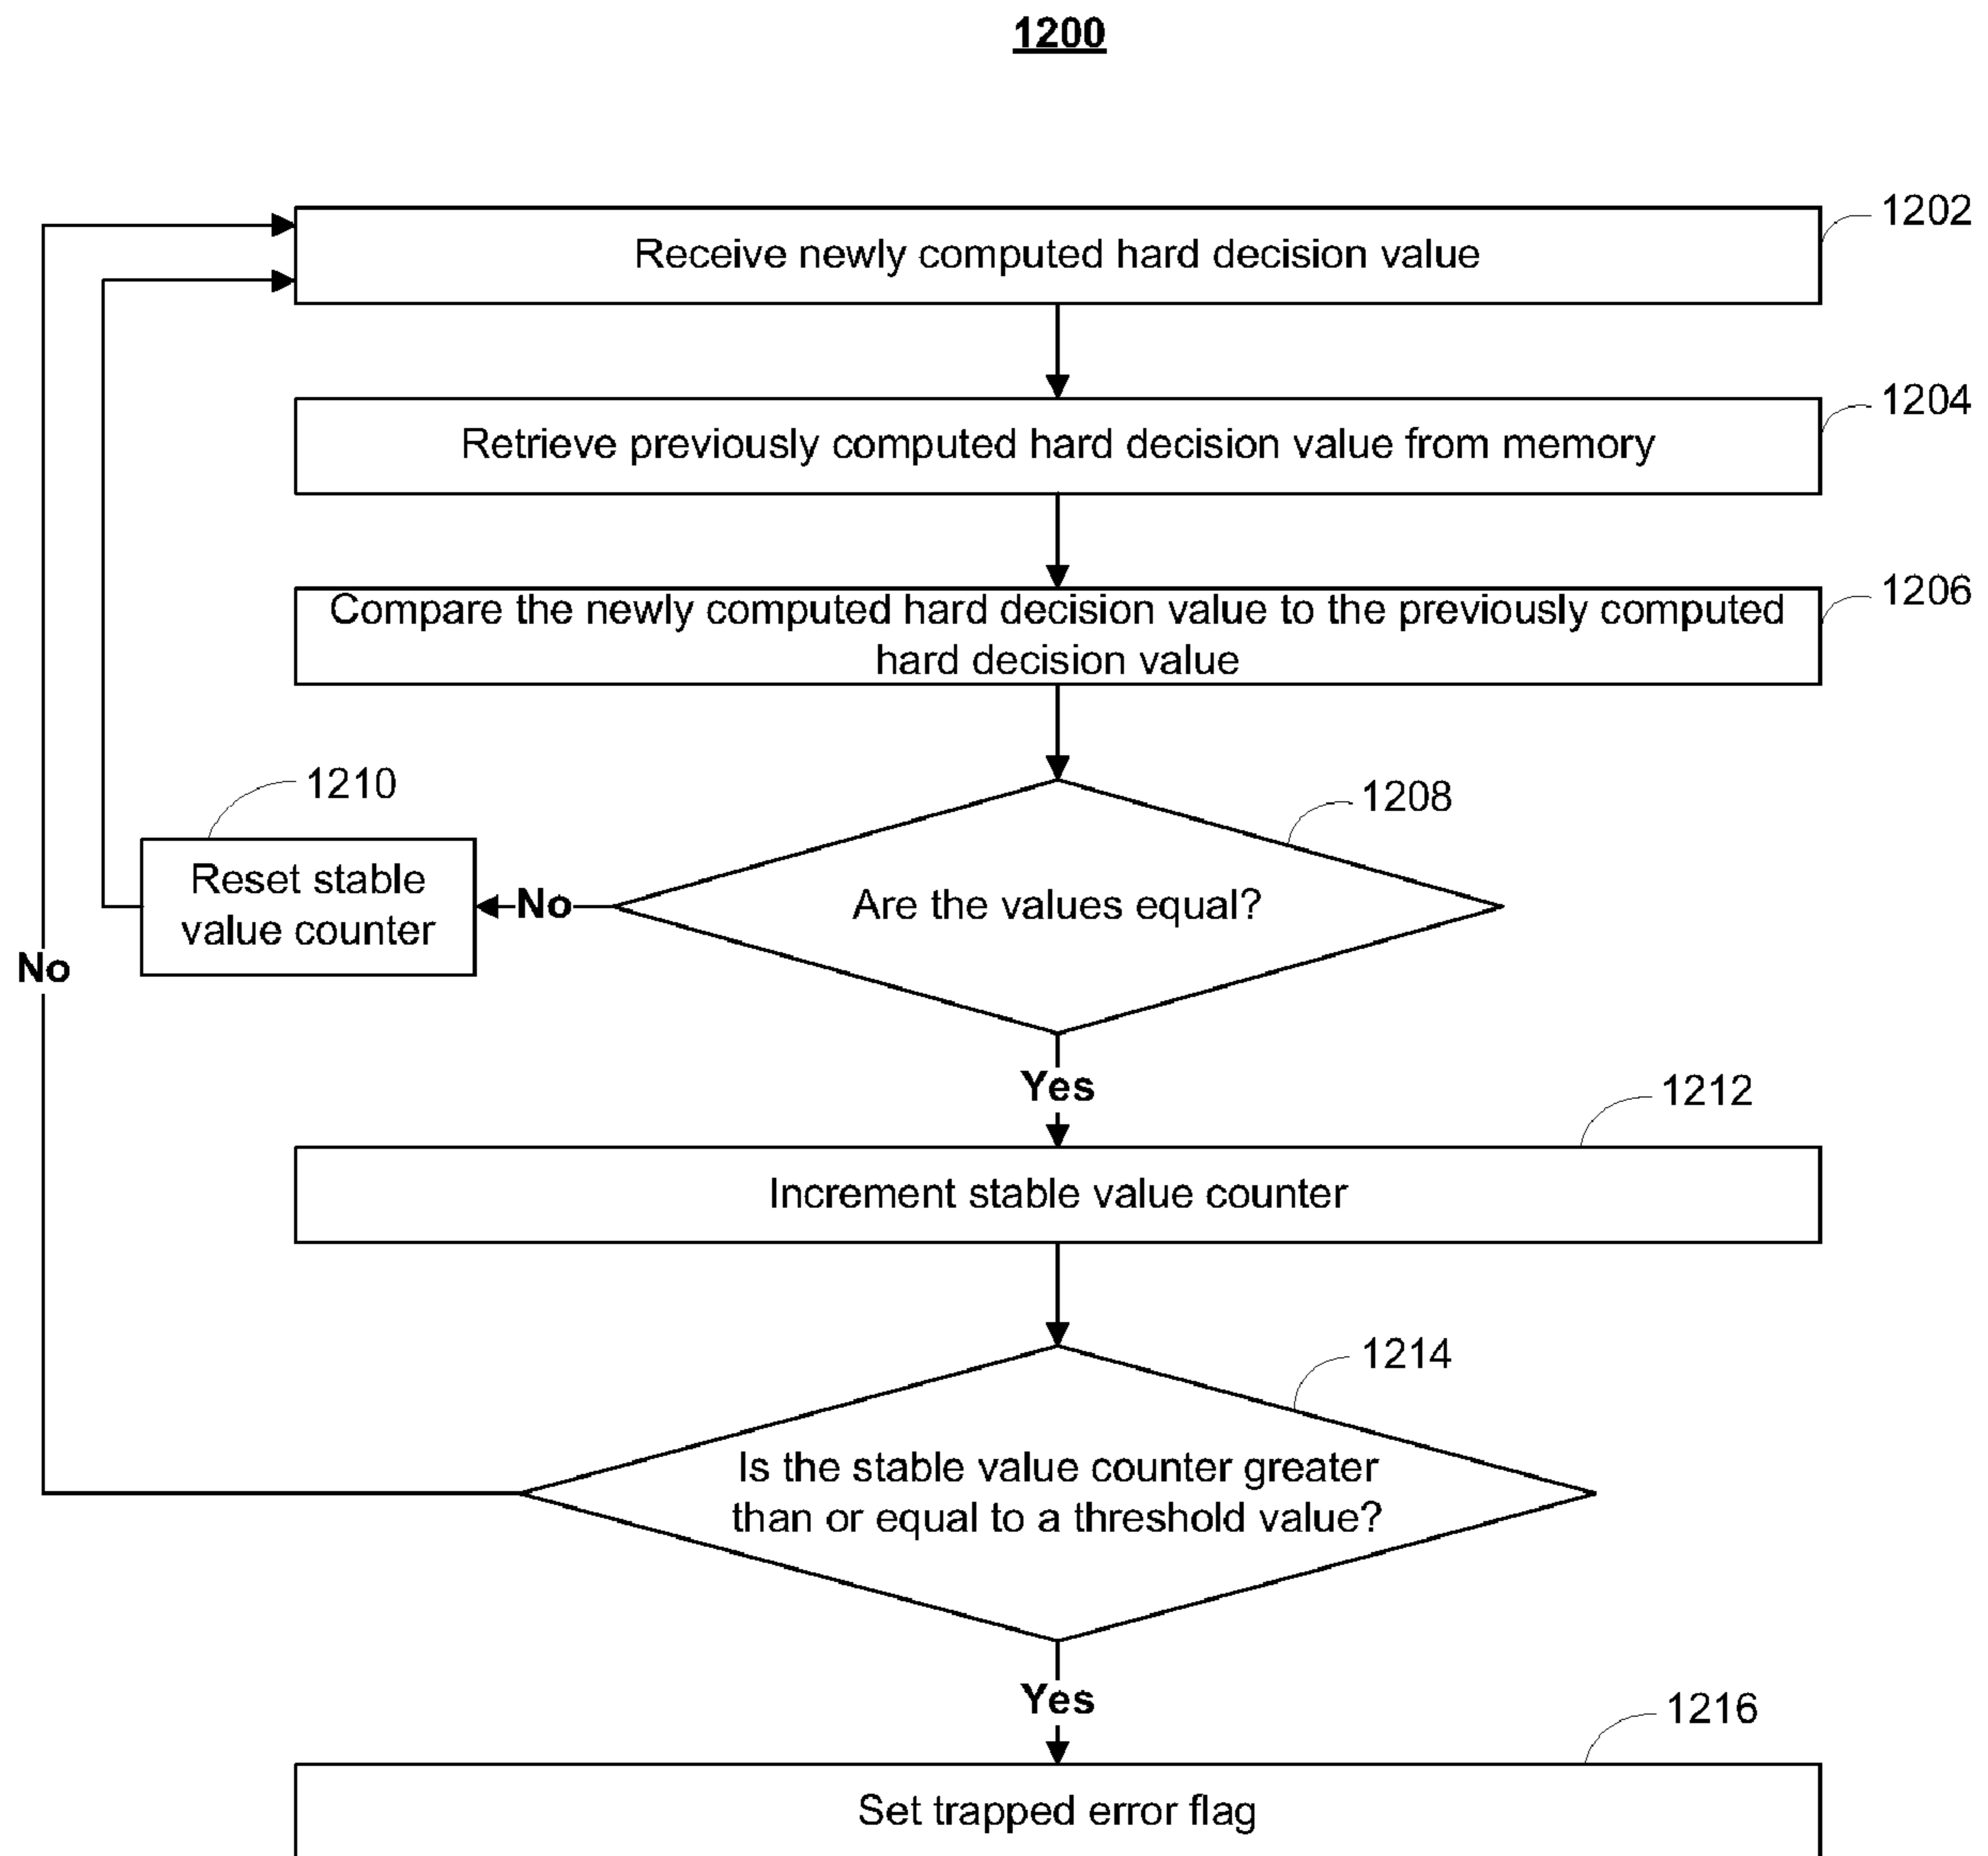 1200
Receive newly computed hard decision value
1202
Retrieve previously computed hard decision value from memory
1204
Compare the newly computed hard decision value to the previously computed
hard decision value
1206
1210
Reset stable
value counter
No
Are the values equal?
1208
No
Yes
1212
Increment stable value counter
1214
Is the stable value counter greater
than or equal to a threshold value?
Yes
1216
Set trapped error flag